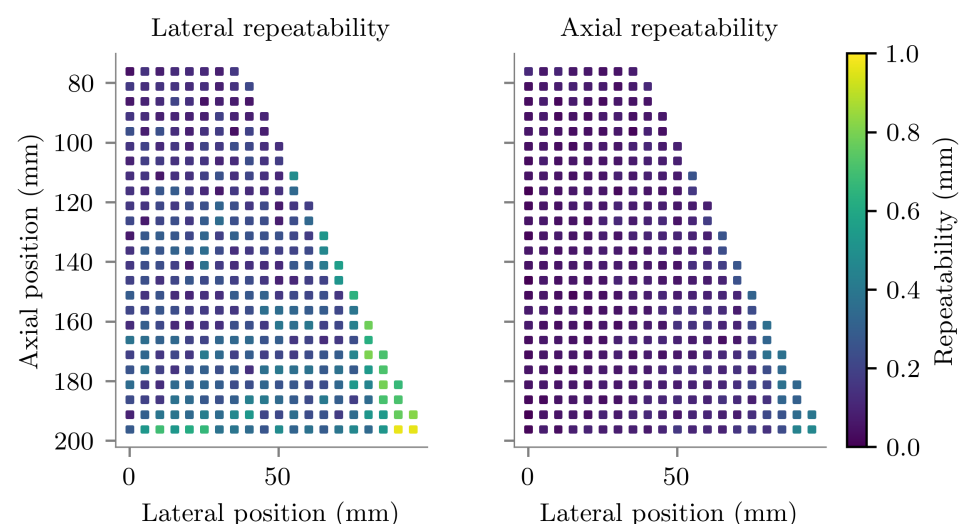 Lateral repeatability
Axial repeatability
Axial position (mm)
80
100
120
140
160
180
200
0
50
Lateral position (mm)
0
50
Lateral position (mm)
1.0
0.8
0.6
0.4
0.2
0.0
Repeatability (mm)